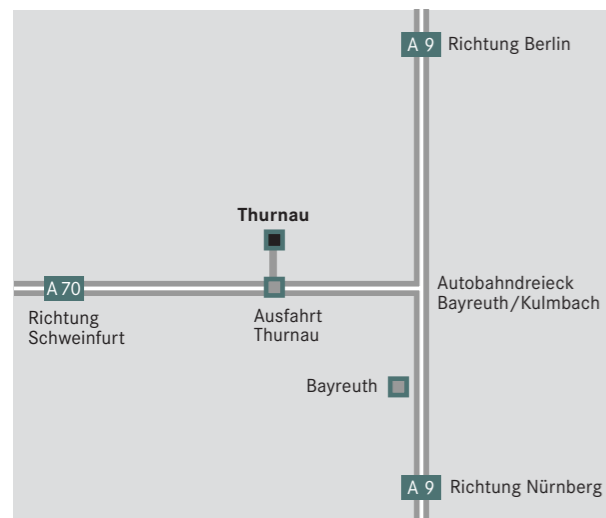 A 9 Richtung Berlin
Thurnau
A 70
Richtung
Schweinfurt
Ausfahrt
Thurnau
Autobahndreieck
Bayreuth/Kulmbach
Bayreuth
A 9 Richtung Nürnberg